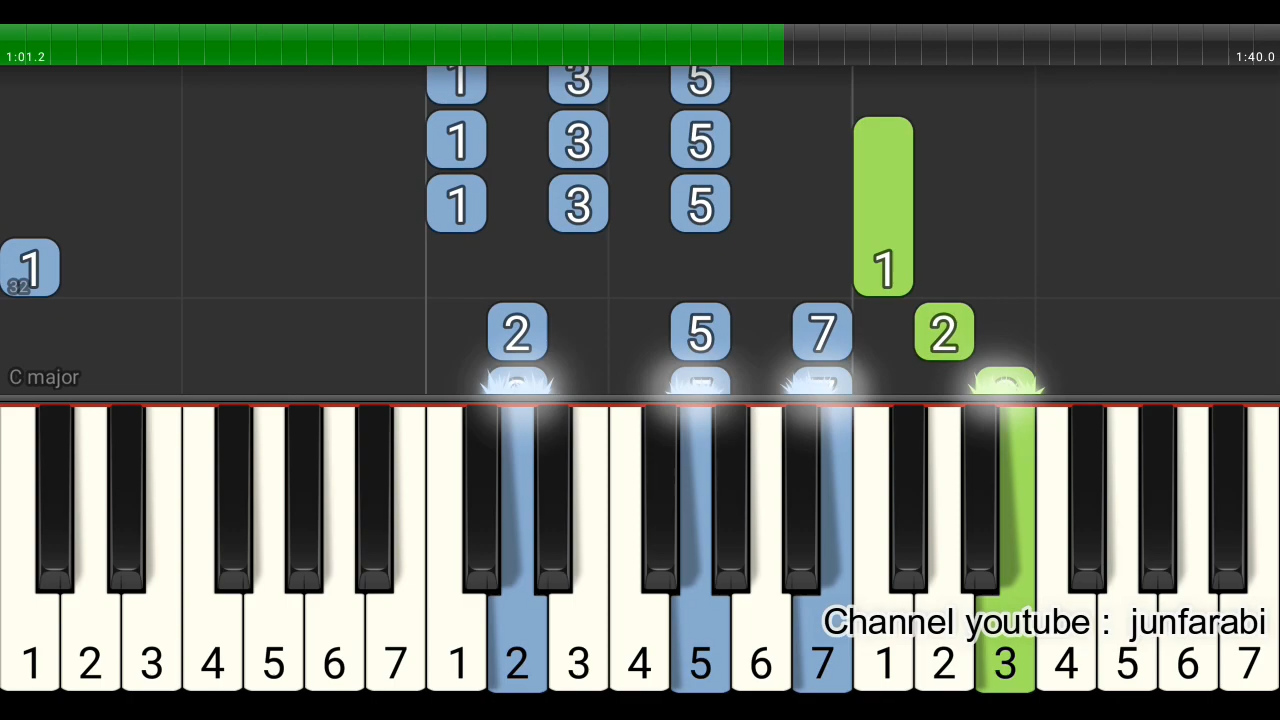 1:01.2 1:40.0
1 3 5
1 3 5
1 3 5
1 1
32
2 5 7 2
C major
Channel youtube : junfarabi
1 2 3 4 5 6 7 1 2 3 4 5 6 7 1 2 3 4 5 6 7